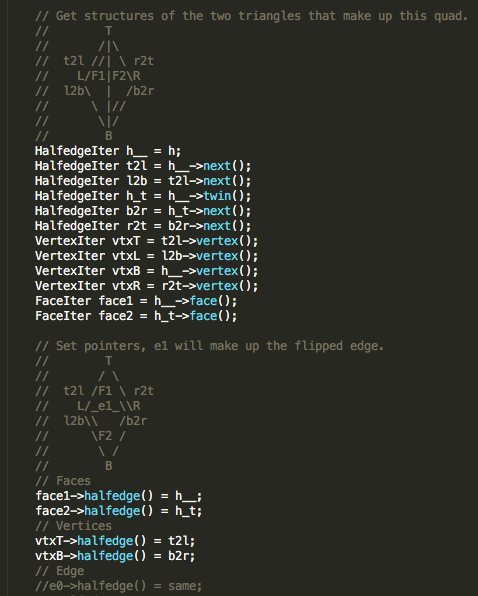 // Get structures of the two triangles that make up this quad.
//        T
//       /|\
//  t2l //| \ r2t
//    L/F1|F2\R
//  l2b\  |  /b2r
//      \ |//
//       \|/
//        B
HalfedgeIter h__ = h;
HalfedgeIter t2l = h__->next();
HalfedgeIter l2b = t2l->next();
HalfedgeIter h_t = h__->twin();
HalfedgeIter b2r = h_t->next();
HalfedgeIter r2t = b2r->next();
VertexIter vtxT = t2l->vertex();
VertexIter vtxL = l2b->vertex();
VertexIter vtxB = h__->vertex();
VertexIter vtxR = r2t->vertex();
FaceIter face1 = h__->face();
FaceIter face2 = h_t->face();
// Set pointers, e1 will make up the flipped edge.
//        T
//       / \
//  t2l /F1 \ r2t
//    L/_e1_\\R
//  l2b\\   /b2r
//      \F2 /
//       \ /
//        B
// Faces
face1->halfedge() = h__;
face2->halfedge() = h_t;
// Vertices
vtxT->halfedge() = t2l;
vtxB->halfedge() = b2r;
// Edge
//e0->halfedge() = same;